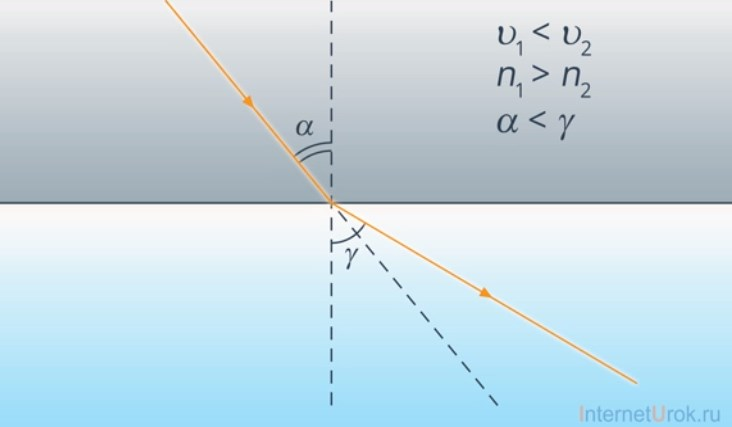 υ₁ < υ₂
n₁ > n₂
α < γ
α
γ
InternetUrok.ru